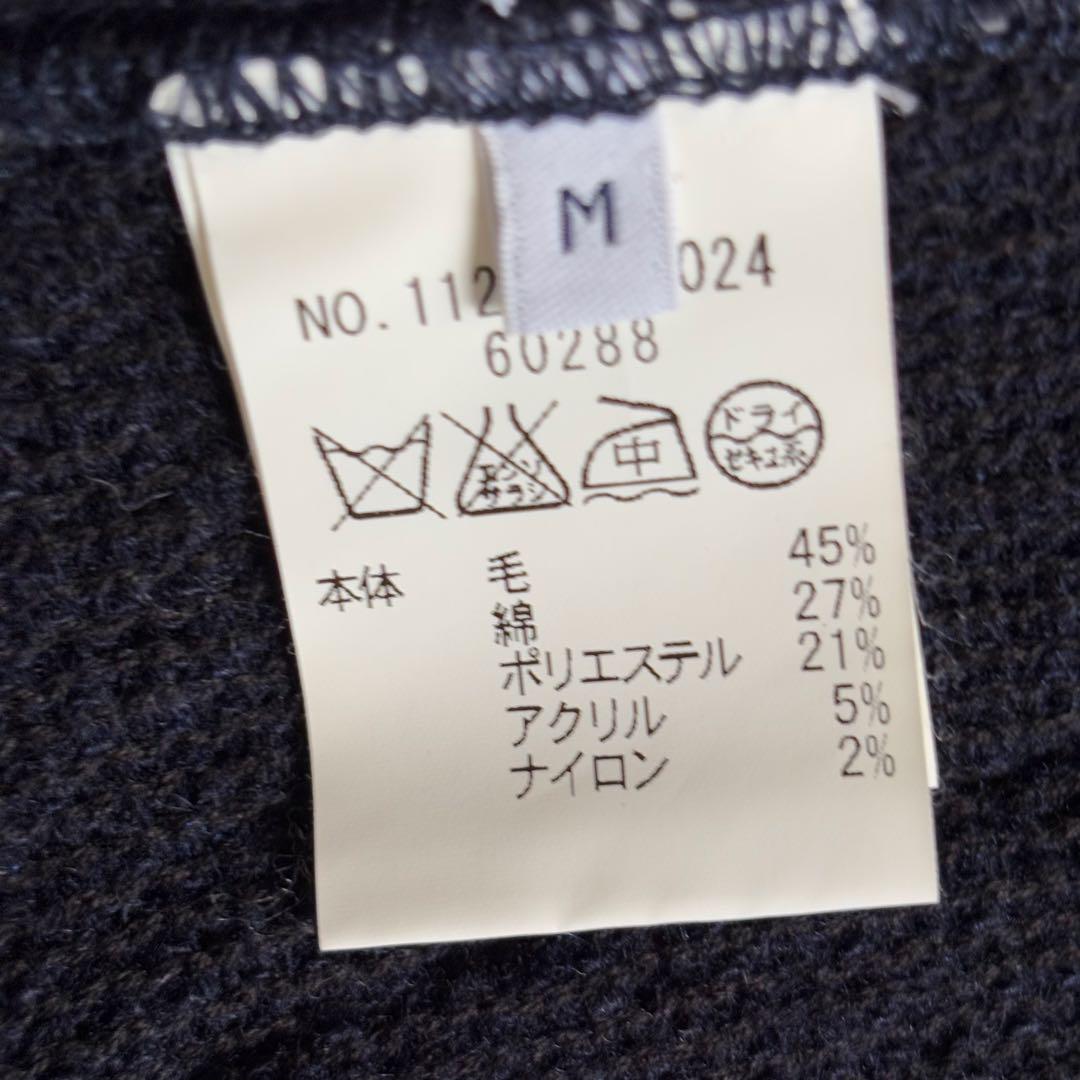 M
NO.112 024
60288
エンソ
サラシ
中
ドライ
セキユ系
本体 毛 45%
綿 27%
ポリエステル 21%
アクリル 5%
ナイロン 2%